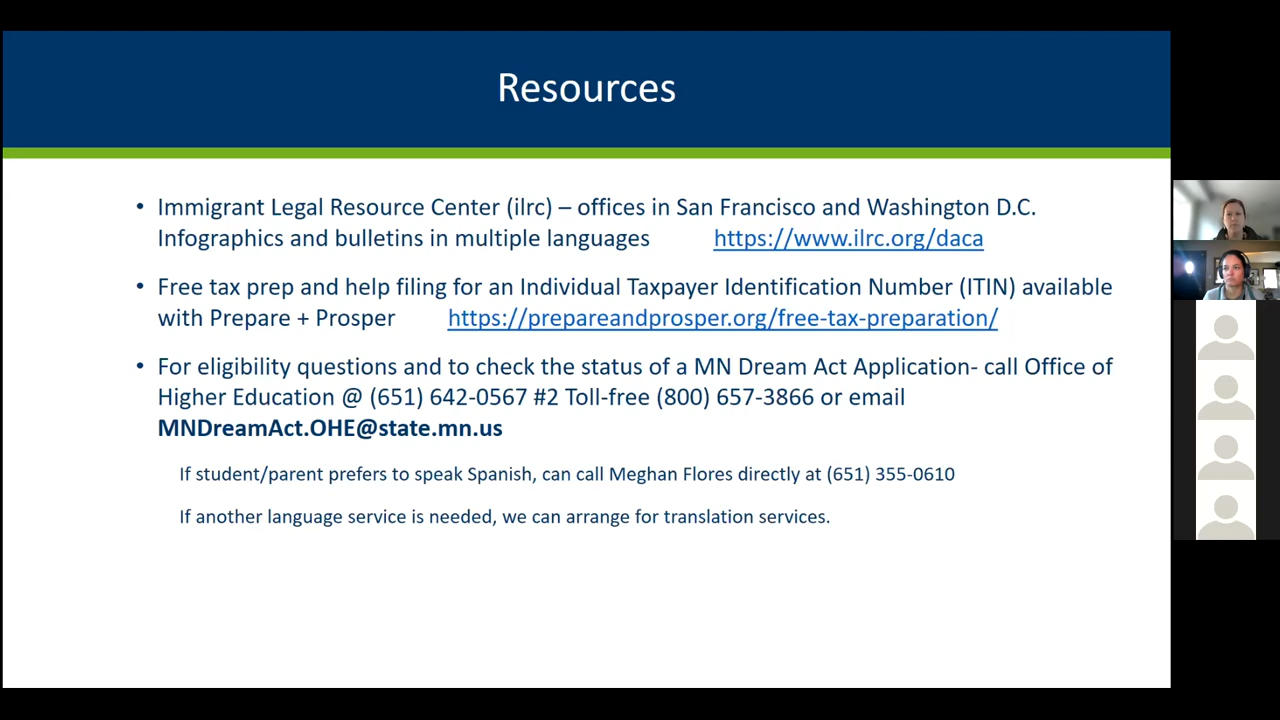 Resources
• Immigrant Legal Resource Center (ilrc) – offices in San Francisco and Washington D.C.
Infographics and bulletins in multiple languages https://www.ilrc.org/daca
• Free tax prep and help filing for an Individual Taxpayer Identification Number (ITIN) available
with Prepare + Prosper https://prepareandprosper.org/free-tax-preparation/
• For eligibility questions and to check the status of a MN Dream Act Application- call Office of
Higher Education @ (651) 642-0567 #2 Toll-free (800) 657-3866 or email
MNDreamAct.OHE@state.mn.us
If student/parent prefers to speak Spanish, can call Meghan Flores directly at (651) 355-0610
If another language service is needed, we can arrange for translation services.